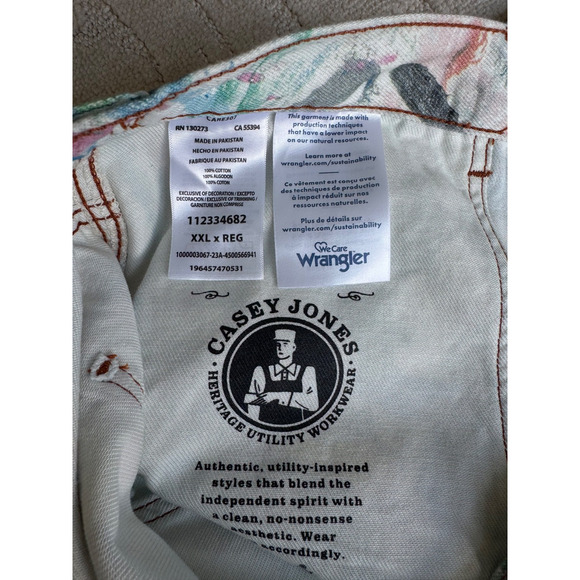 RN 130273 CA 55394
MADE IN PAKISTAN
HECHO EN PAKISTAN
FABRIQUE AU PAKISTAN
100% COTTON
100% ALGODON
100% COTON
EXCLUSIVE OF DECORATION / EXCEPTO
DECORACION / EXCLUSIVE OF TRIMMING /
GARNITURE NON COMPRISE
112334682
XXL x REG
1000003067-23A-4500566941
196457470531
This garment is made with
production techniques
that have a lower impact
on our natural resources.
Learn more at
wrangler.com/sustainability
Ce vêtement est conçu avec
des techniques de production
à impact réduit sur nos
ressources naturelles.
Plus de détails sur
wrangler.com/sustainability
We Care
Wrangler
CASEY JONES
HERITAGE UTILITY WORKWEAR
Authentic, utility-inspired
styles that blend the
independent spirit with
a clean, no-nonsense
aesthetic. Wear
accordingly.